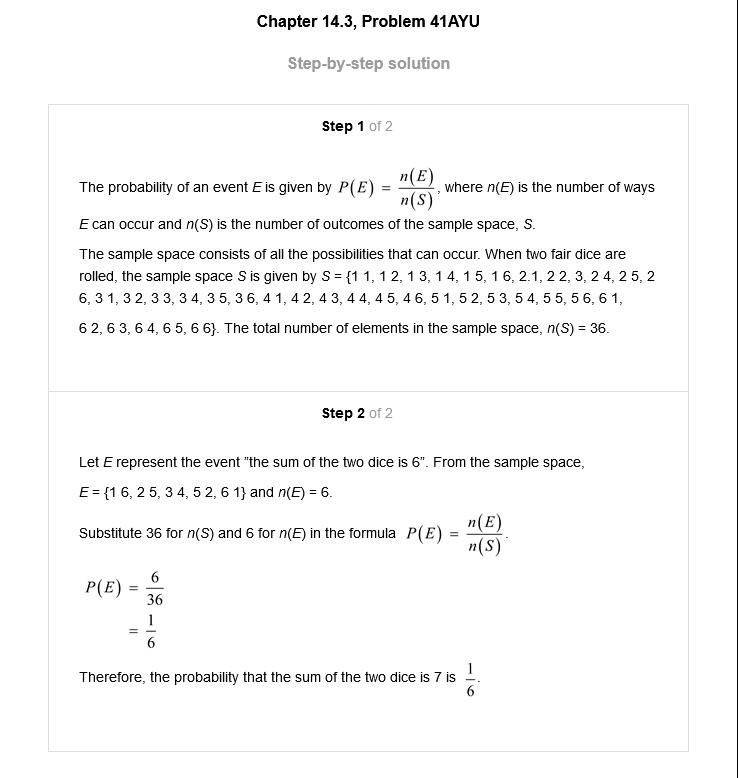 Chapter 14.3, Problem 41AYU
Step-by-step solution
Step 1 of 2
The probability of an event E is given by P(E) = n(E)/n(S), where n(E) is the number of ways
E can occur and n(S) is the number of outcomes of the sample space, S.
The sample space consists of all the possibilities that can occur. When two fair dice are
rolled, the sample space S is given by S = {1 1, 1 2, 1 3, 1 4, 1 5, 1 6, 2.1, 2 2, 3, 2 4, 2 5, 2
6, 3 1, 3 2, 3 3, 3 4, 3 5, 3 6, 4 1, 4 2, 4 3, 4 4, 4 5, 4 6, 5 1, 5 2, 5 3, 5 4, 5 5, 5 6, 6 1,
6 2, 6 3, 6 4, 6 5, 6 6}. The total number of elements in the sample space, n(S) = 36.
Step 2 of 2
Let E represent the event ”the sum of the two dice is 6”. From the sample space,
E = {1 6, 2 5, 3 4, 5 2, 6 1} and n(E) = 6.
Substitute 36 for n(S) and 6 for n(E) in the formula P(E) = n(E)/n(S).
P(E) = 6/36
= 1/6
Therefore, the probability that the sum of the two dice is 7 is 1/6.